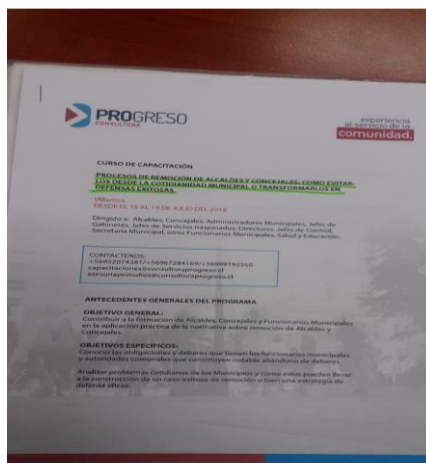 PROGRESO
CONSULTORA
experiencia
al servicio de la
comunidad.
CURSO DE CAPACITACIÓN
PROCESOS DE REMOCIÓN DE ALCALDES Y CONCEJALES: COMO EVITAR-
LOS DESDE LA COTIDIANIDAD MUNICIPAL O TRANSFORMARLOS EN
DEFENSAS EXITOSAS.
Villarrica
DESDE EL 16 AL 19 DE JULIO DEL 2018
Dirigido a: Alcaldes, Concejales, Administradores Municipales, Jefes de
Gabinetes, Jefes de Servicios traspasados, Directores, Jefes de Control,
Secretaria Municipal, otros Funcionarios Municipales, Salud y Educación.
CONTACTENOS:
capacitaciones@consultoraprogreso.cl
asesoriayestudios@consultoraprogreso.cl
ANTECEDENTES GENERALES DEL PROGRAMA
OBJETIVO GENERAL:
Contribuir a la formación de Alcaldes, Concejales y Funcionarios Municipales
en la aplicación práctica de la normativa sobre remoción de Alcaldes y
Concejales.
OBJETIVOS ESPECIFICOS:
Conocer las obligaciones y deberes que tienen los funcionarios municipales
y autoridades comunales que constituyen notable abandono de deberes.
Analizar problemas cotidianos de los Municipios y como estos pueden llevar
a la construcción de un caso exitoso de remoción o bien una estrategia de
defensa eficaz.